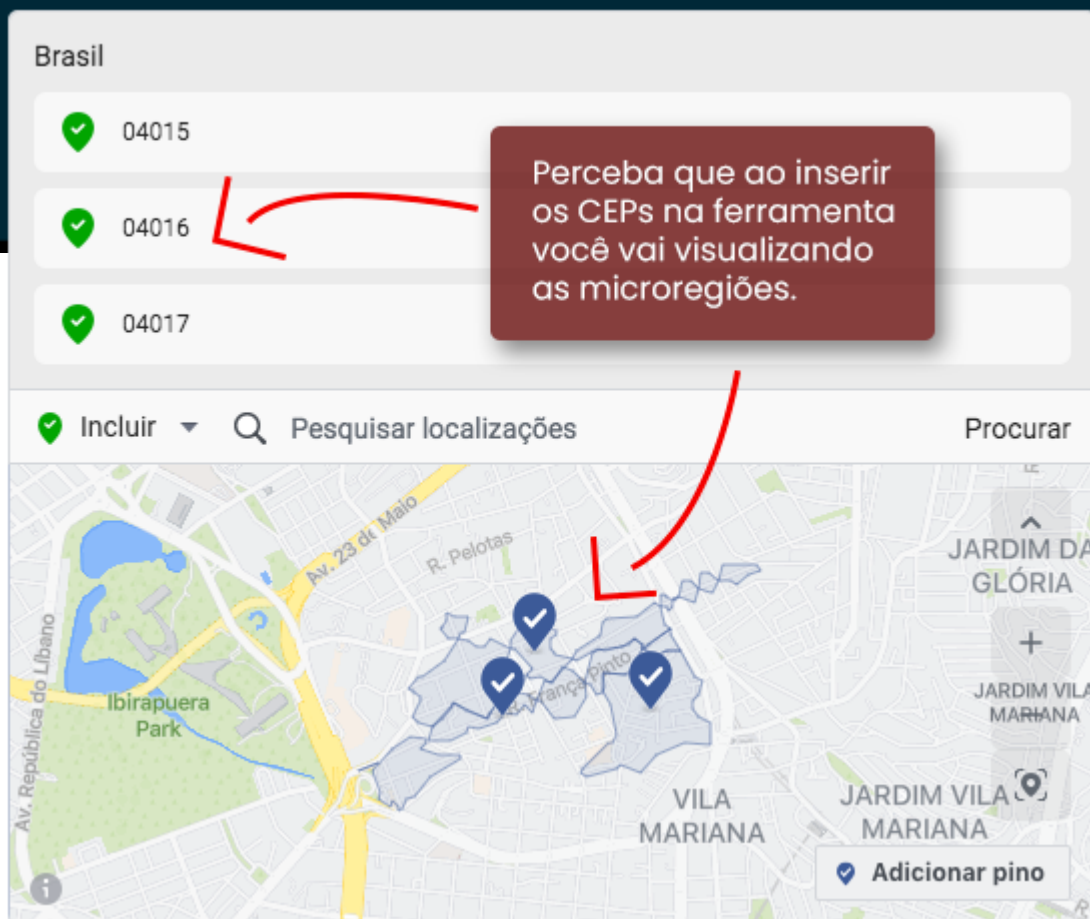 Brasil
04015
04016
04017
Perceba que ao inserir
os CEPs na ferramenta
você vai visualizando
as microregiões.
Incluir
Pesquisar localizações
Procurar
Av. 23 de Maio
R. Pelotas
JARDIM DA
GLÓRIA
Av. República do Líbano
Ibirapuera
Park
R. França Pinto
JARDIM VILA
MARIANA
VILA
MARIANA
JARDIM VILA
MARIANA
Adicionar pino